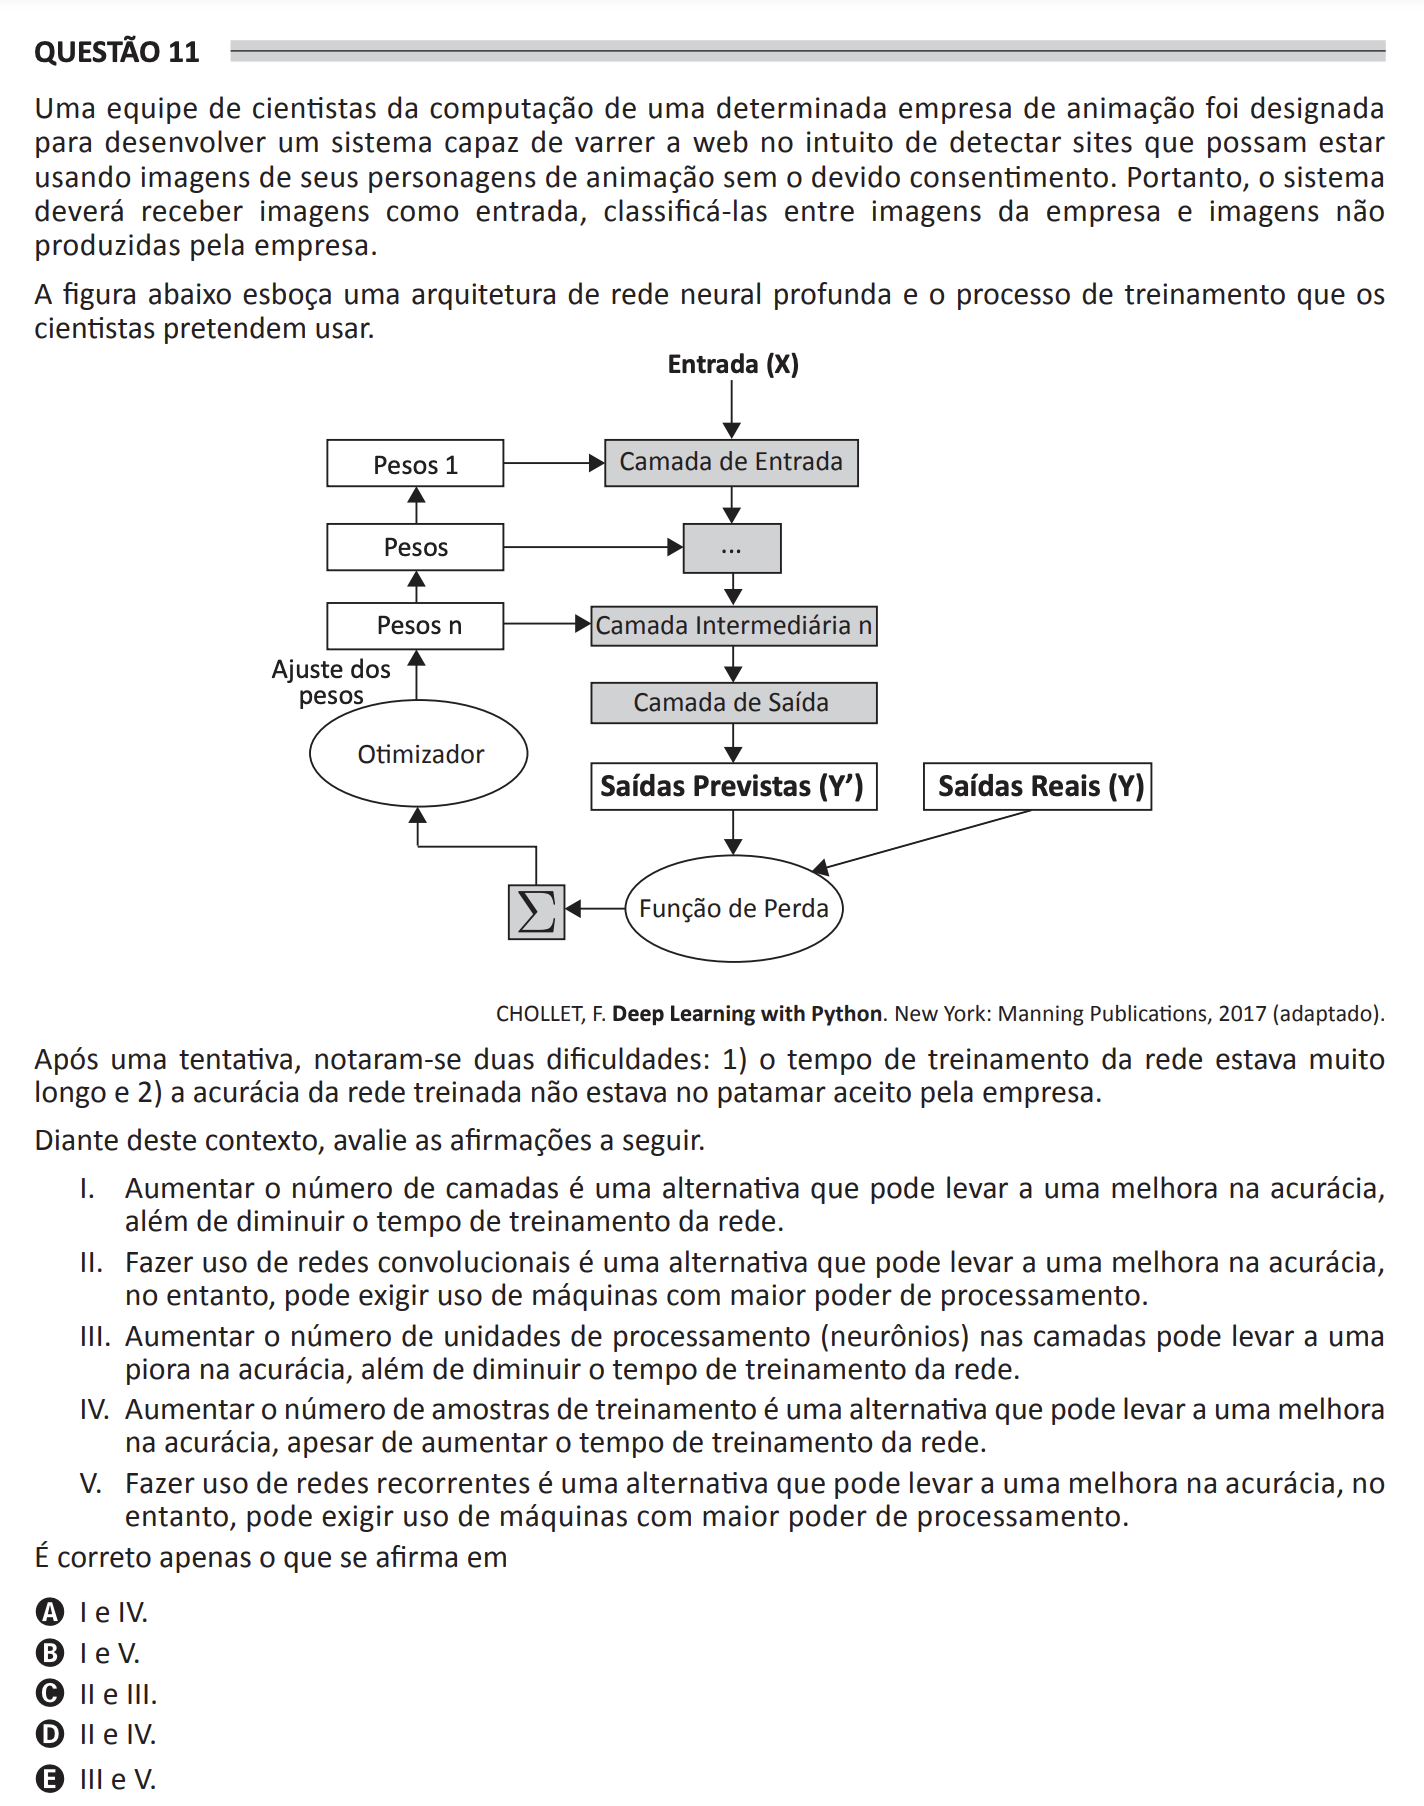 QUESTÃO 11
Uma equipe de cientistas da computação de uma determinada empresa de animação foi designada
para desenvolver um sistema capaz de varrer a web no intuito de detectar sites que possam estar
usando imagens de seus personagens de animação sem o devido consentimento. Portanto, o sistema
deverá receber imagens como entrada, classificá-las entre imagens da empresa e imagens não
produzidas pela empresa.
A figura abaixo esboça uma arquitetura de rede neural profunda e o processo de treinamento que os
cientistas pretendem usar.
Entrada (X)
Pesos 1
Camada de Entrada
Pesos
...
Pesos n
Camada Intermediária n
Ajuste dos
pesos
Camada de Saída
Otimizador
Saídas Previstas (Y’)
Saídas Reais (Y)
∑
Função de Perda
CHOLLET, F. Deep Learning with Python. New York: Manning Publications, 2017 (adaptado).
Após uma tentativa, notaram-se duas dificuldades: 1) o tempo de treinamento da rede estava muito
longo e 2) a acurácia da rede treinada não estava no patamar aceito pela empresa.
Diante deste contexto, avalie as afirmações a seguir.
I. Aumentar o número de camadas é uma alternativa que pode levar a uma melhora na acurácia,
além de diminuir o tempo de treinamento da rede.
II. Fazer uso de redes convolucionais é uma alternativa que pode levar a uma melhora na acurácia,
no entanto, pode exigir uso de máquinas com maior poder de processamento.
III. Aumentar o número de unidades de processamento (neurônios) nas camadas pode levar a uma
piora na acurácia, além de diminuir o tempo de treinamento da rede.
IV. Aumentar o número de amostras de treinamento é uma alternativa que pode levar a uma melhora
na acurácia, apesar de aumentar o tempo de treinamento da rede.
V. Fazer uso de redes recorrentes é uma alternativa que pode levar a uma melhora na acurácia, no
entanto, pode exigir uso de máquinas com maior poder de processamento.
É correto apenas o que se afirma em
A I e IV.
B I e V.
C II e III.
D II e IV.
E III e V.